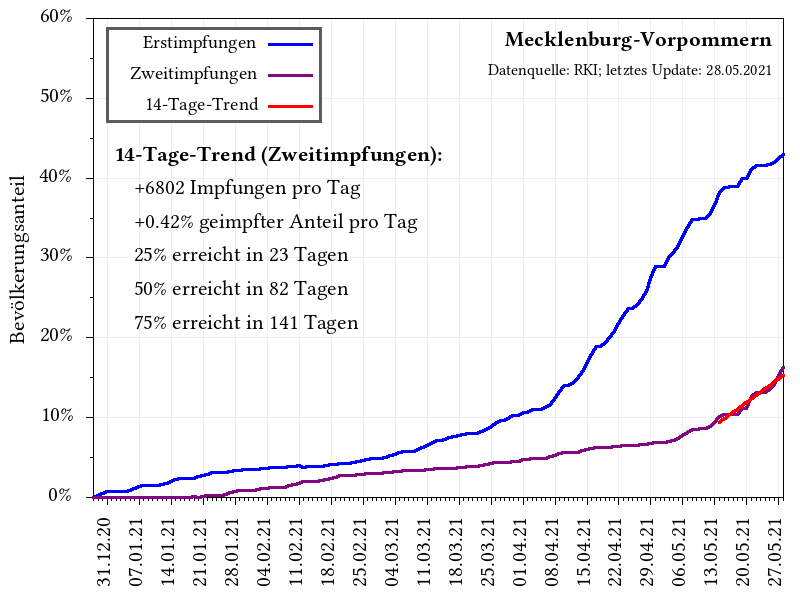 Mecklenburg-Vorpommern
Datenquelle: RKI; letztes Update: 28.05.2021
Erstimpfungen
Zweitimpfungen
14-Tage-Trend
14-Tage-Trend (Zweitimpfungen):
+6802 Impfungen pro Tag
+0.42% geimpfter Anteil pro Tag
25% erreicht in 23 Tagen
50% erreicht in 82 Tagen
75% erreicht in 141 Tagen
Bevölkerungsanteil
60%
50%
40%
30%
20%
10%
0%
31.12.20
07.01.21
14.01.21
21.01.21
28.01.21
04.02.21
11.02.21
18.02.21
25.02.21
04.03.21
11.03.21
18.03.21
25.03.21
01.04.21
08.04.21
15.04.21
22.04.21
29.04.21
06.05.21
13.05.21
20.05.21
27.05.21